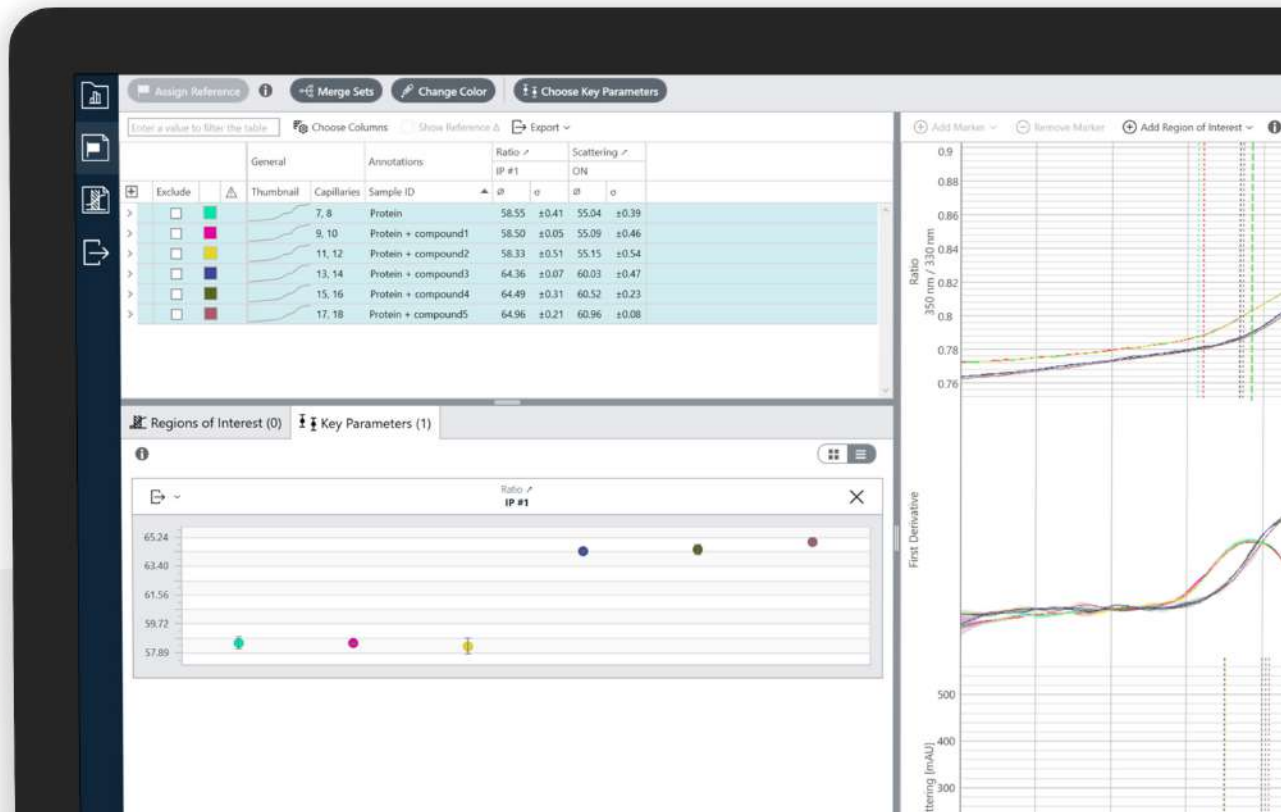 Assign Reference Merge Sets Change Color Choose Key Parameters
Enter a value to filter the table Choose Columns Show Reference Δ Export
General Annotations Ratio ↗ Scattering ↗
IP #1 ON
Exclude Thumbnail Capillaries Sample ID ø σ ø σ
7, 8 Protein 58.55 ±0.41 55.04 ±0.39
9, 10 Protein + compound1 58.50 ±0.05 55.09 ±0.46
11, 12 Protein + compound2 58.33 ±0.51 55.15 ±0.54
13, 14 Protein + compound3 64.36 ±0.07 60.03 ±0.47
15, 16 Protein + compound4 64.49 ±0.31 60.52 ±0.23
17, 18 Protein + compound5 64.96 ±0.21 60.96 ±0.08
Regions of Interest (0) Key Parameters (1)
Ratio ↗
IP #1
65.24
63.40
61.56
59.72
57.89
Add Marker Remove Marker Add Region of Interest
0.9
0.88
0.86
0.84
0.82
0.8
0.78
0.76
Ratio
350 nm / 330 nm
First Derivative
500
400
300
ttering [mAU]